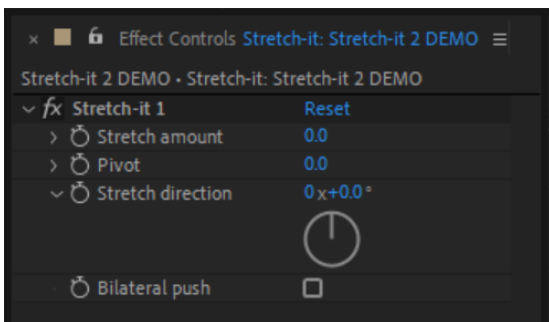 Effect Controls Stretch-it: Stretch-it 2 DEMO
Stretch-it 2 DEMO • Stretch-it: Stretch-it 2 DEMO
fx Stretch-it 1 Reset
Stretch amount 0.0
Pivot 0.0
Stretch direction 0x+0.0°
Bilateral push